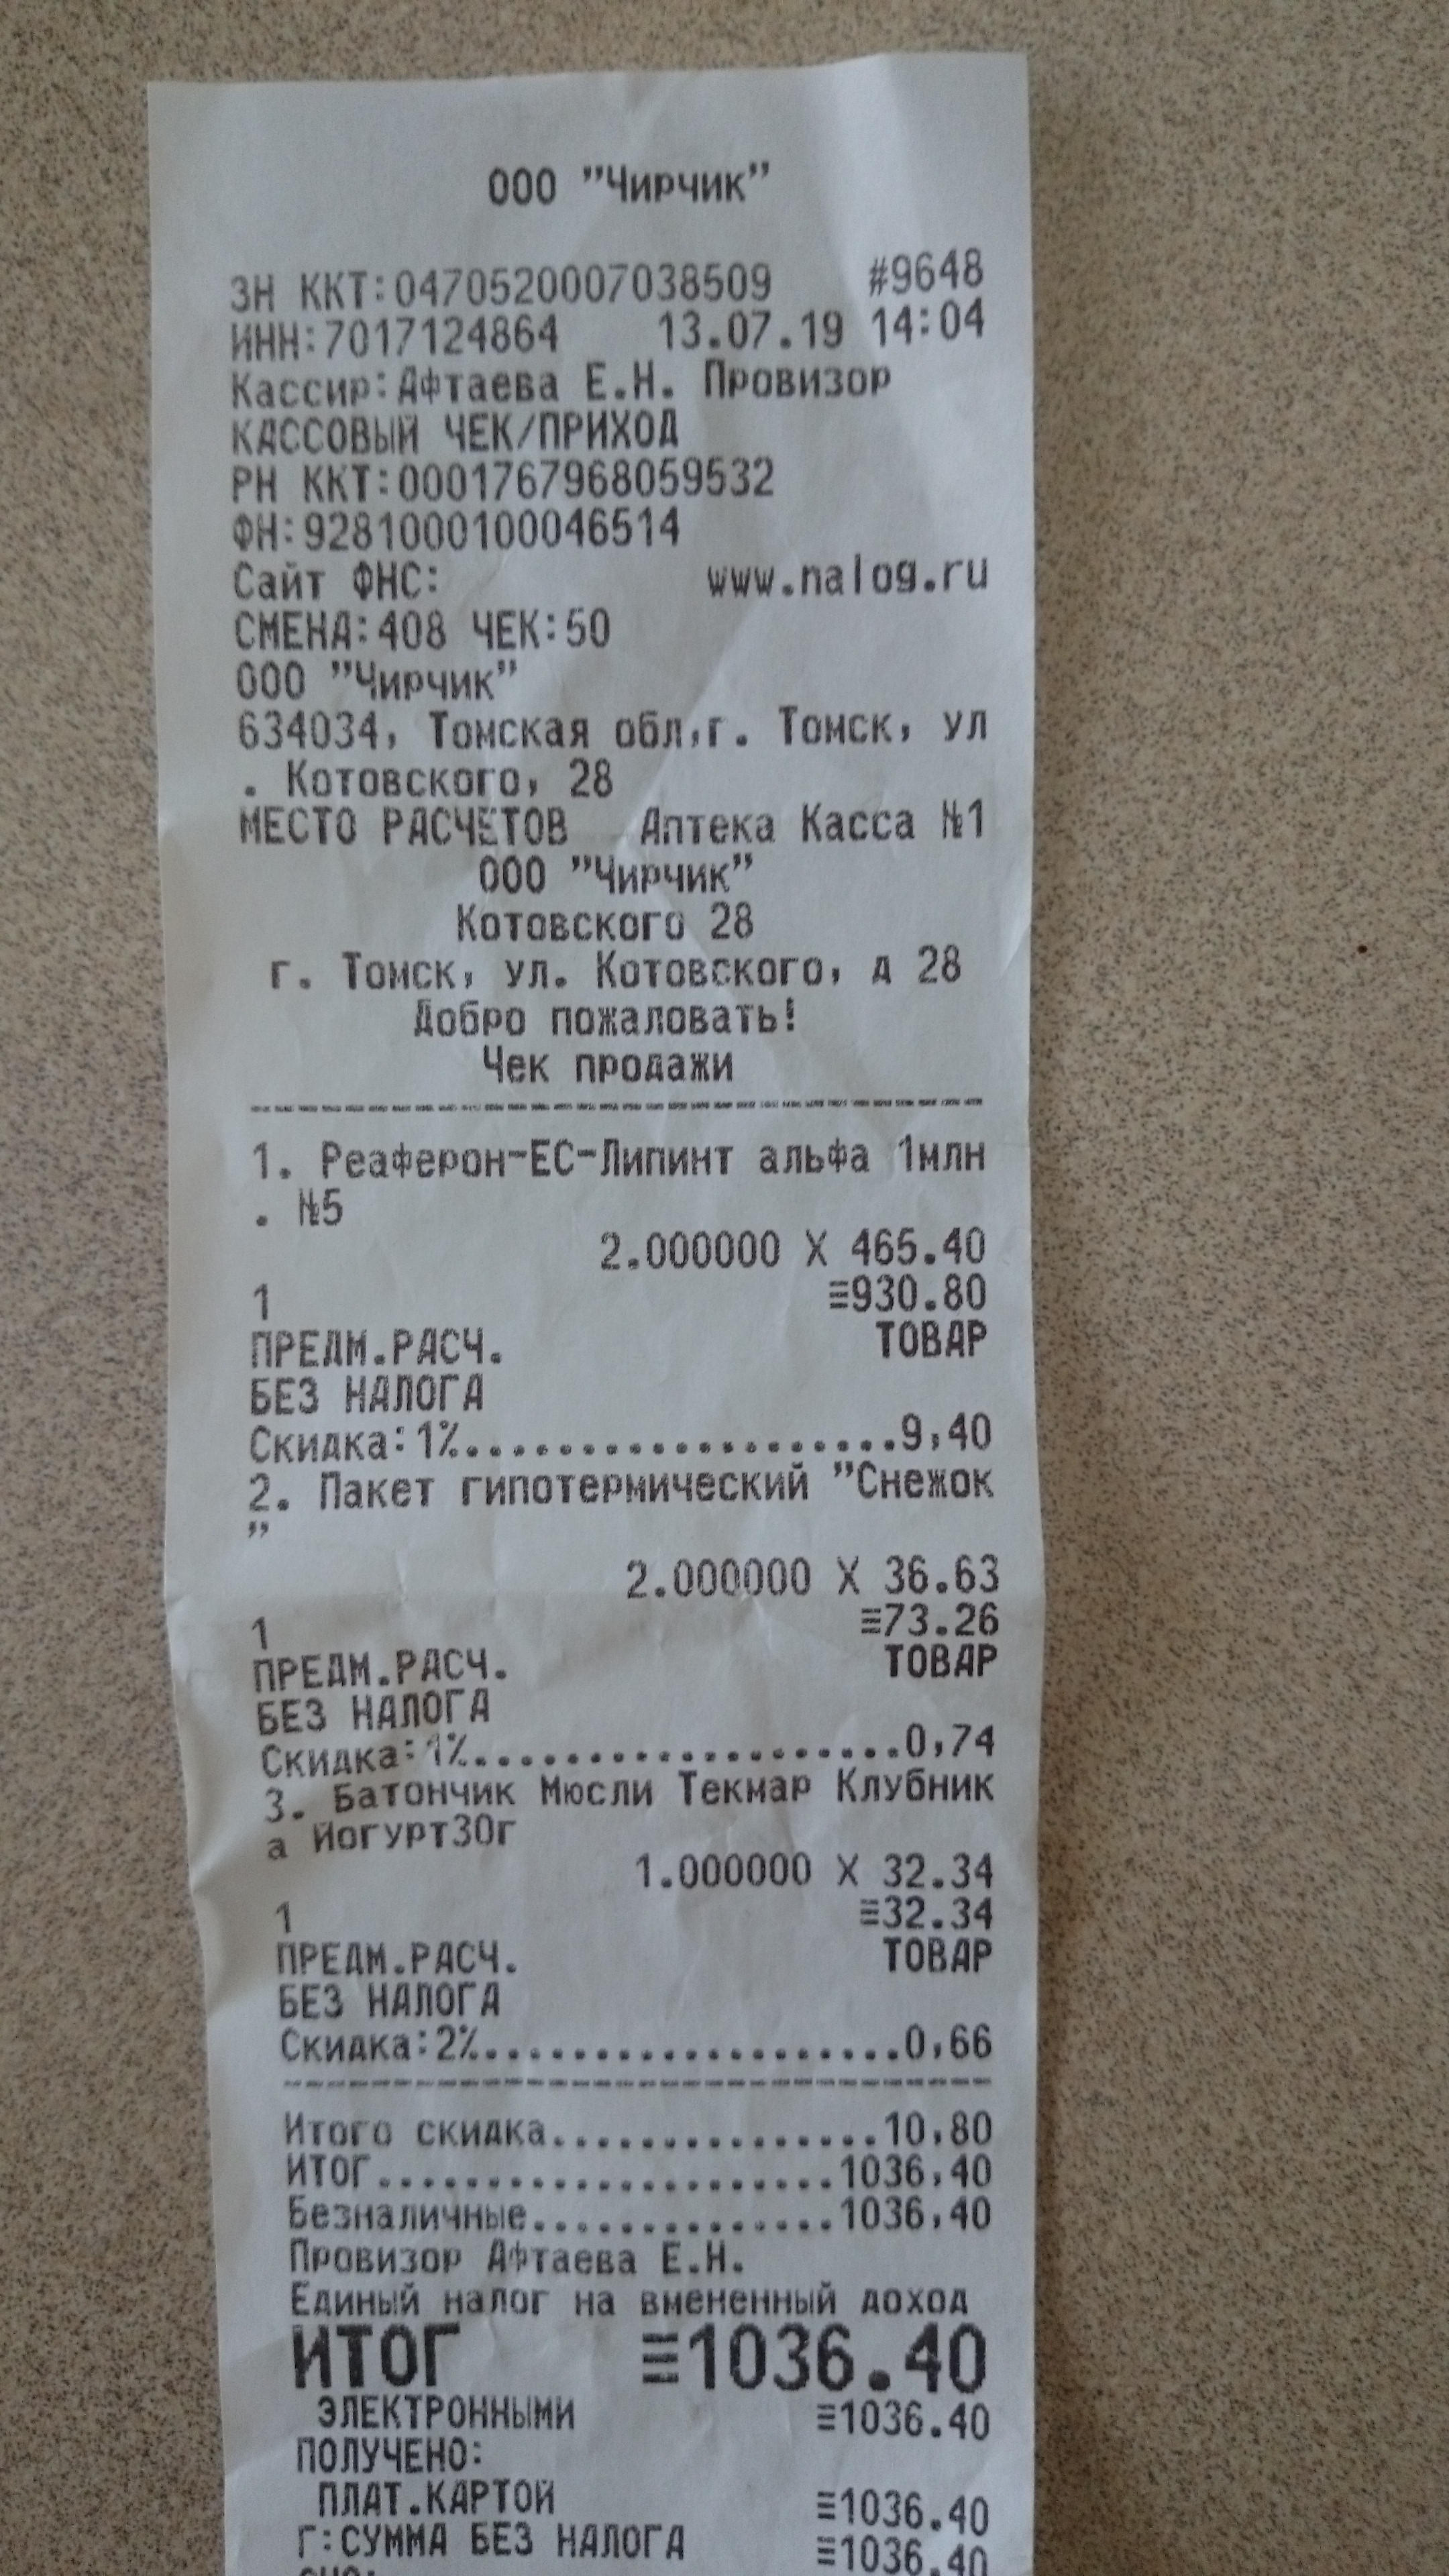 ООО "Чирчик"
ЗН ККТ:0470520007038509 #9648
ИНН:7017124864 13.07.19 14:04
Кассир:Афтаева Е.Н. Провизор
КАССОВЫЙ ЧЕК/ПРИХОД
РН ККТ:0001767968059532
ФН:9281000100046514
Сайт ФНС: www.nalog.ru
СМЕНА:408 ЧЕК:50
ООО "Чирчик"
634034, Томская обл,г. Томск, ул
. Котовского, 28
МЕСТО РАСЧЕТОВ Аптека Касса №1
ООО "Чирчик"
Котовского 28
г. Томск, ул. Котовского, д 28
Добро пожаловать!
Чек продажи
1. Реаферон-ЕС-Липинт альфа 1млн
. №5
2.000000 X 465.40
1 ≡930.80
ПРЕДМ.РАСЧ. ТОВАР
БЕЗ НАЛОГА
Скидка:1%...................9,40
2. Пакет гипотермический "Снежок
"
2.000000 X 36.63
1 ≡73.26
ПРЕДМ.РАСЧ. ТОВАР
БЕЗ НАЛОГА
Скидка:1%...................0,74
3. Батончик Мюсли Текмар Клубник
а Йогурт30г
1.000000 X 32.34
1 ≡32.34
ПРЕДМ.РАСЧ. ТОВАР
БЕЗ НАЛОГА
Скидка:2%...................0,66
Итого скидка...............10,80
ИТОГ.....................1036,40
Безналичные..............1036,40
Провизор Афтаева Е.Н.
Единый налог на вмененный доход
ИТОГ ≡1036.40
ЭЛЕКТРОННЫМИ ≡1036.40
ПОЛУЧЕНО:
ПЛАТ.КАРТОЙ ≡1036.40
Г:СУММА БЕЗ НАЛОГА ≡1036.40